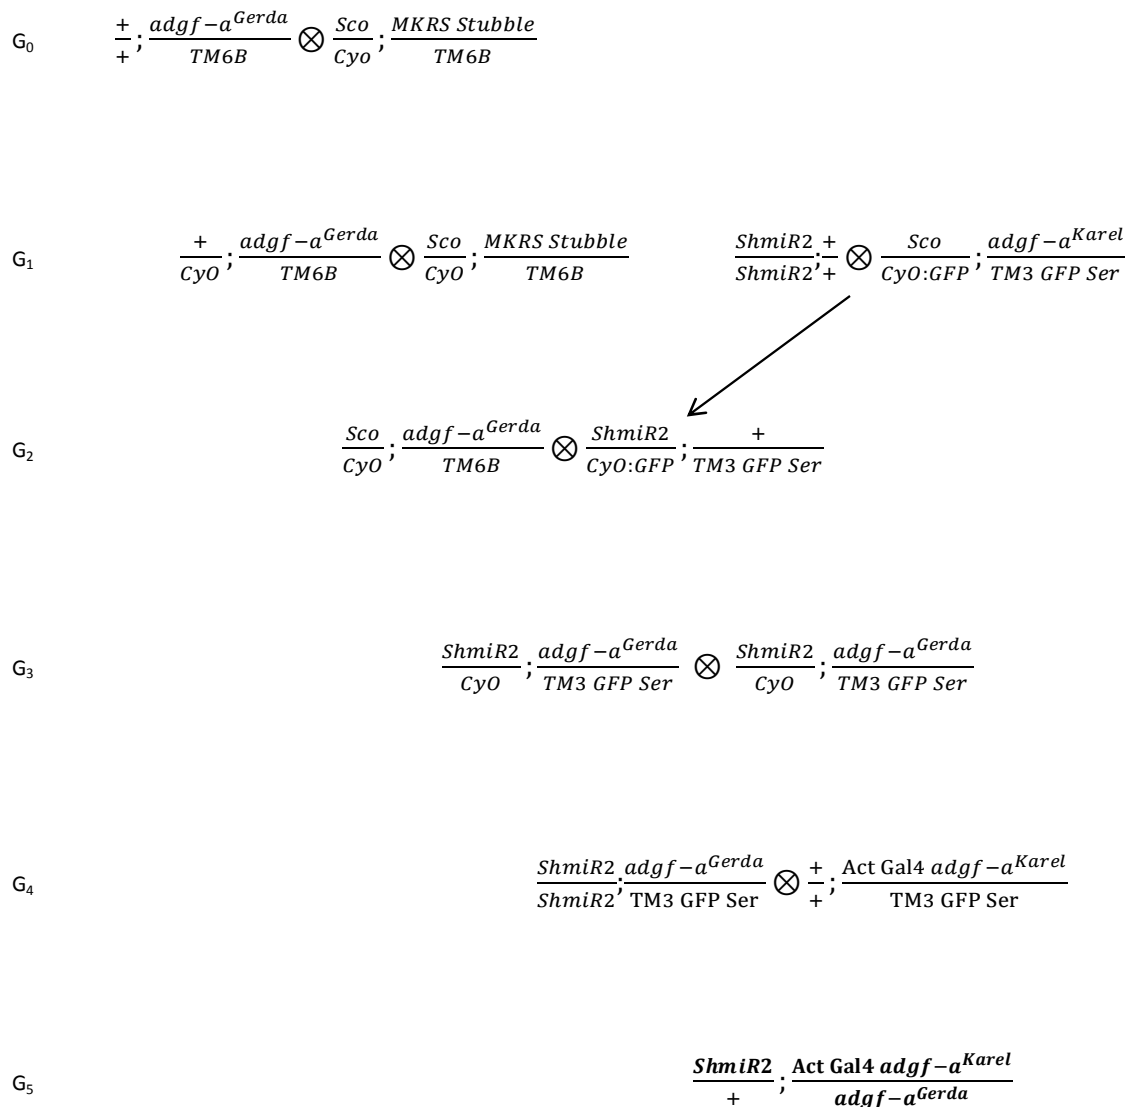 G₀ +/+ ; adgf−a^Gerda/TM6B ⊗ Sco/Cyo ; MKRS Stubble/TM6B
G₁ +/CyO ; adgf−a^Gerda/TM6B ⊗ Sco/CyO ; MKRS Stubble/TM6B ShmiR2/ShmiR2 ; +/+ ⊗ Sco/CyO:GFP ; adgf−a^Karel/TM3 GFP Ser
G₂ Sco/CyO ; adgf−a^Gerda/TM6B ⊗ ShmiR2/CyO:GFP ; +/TM3 GFP Ser
G₃ ShmiR2/CyO ; adgf−a^Gerda/TM3 GFP Ser ⊗ ShmiR2/CyO ; adgf−a^Gerda/TM3 GFP Ser
G₄ ShmiR2/ShmiR2 ; adgf−a^Gerda/TM3 GFP Ser ⊗ +/+ ; Act Gal4 adgf−a^Karel/TM3 GFP Ser
G₅ ShmiR2/+ ; Act Gal4 adgf−a^Karel/adgf−a^Gerda